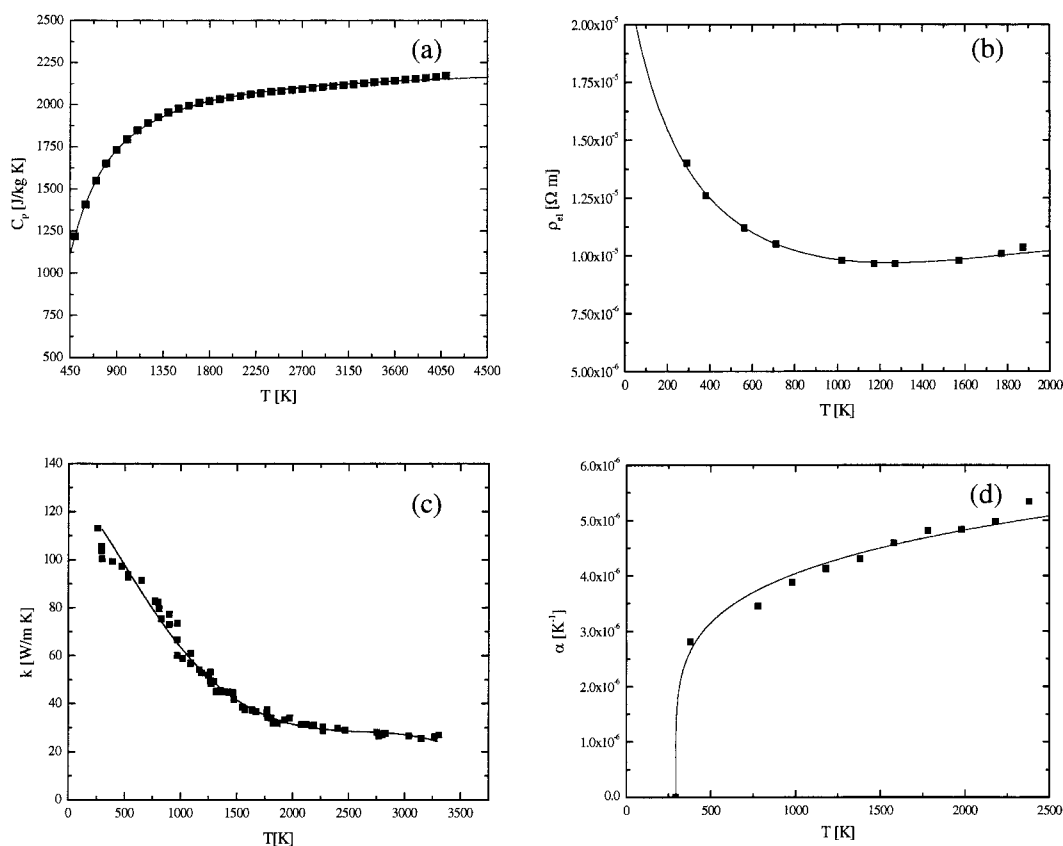 (a)
2500
2250
2000
1750
1500
1250
1000
750
500
C_p [J/kg K]
450 900 1350 1800 2250 2700 3150 3600 4050 4500
T [K]
(b)
2.00x10^-5
1.75x10^-5
1.50x10^-5
1.25x10^-5
1.00x10^-5
7.50x10^-6
5.00x10^-6
ρ_el [Ω m]
0 200 400 600 800 1000 1200 1400 1600 1800 2000
T [K]
(c)
140
120
100
80
60
40
20
0
k [W/m K]
0 500 1000 1500 2000 2500 3000 3500
T[K]
(d)
6.0x10^-6
5.0x10^-6
4.0x10^-6
3.0x10^-6
2.0x10^-6
1.0x10^-6
0.0
α [K^-1]
0 500 1000 1500 2000 2500
T [K]